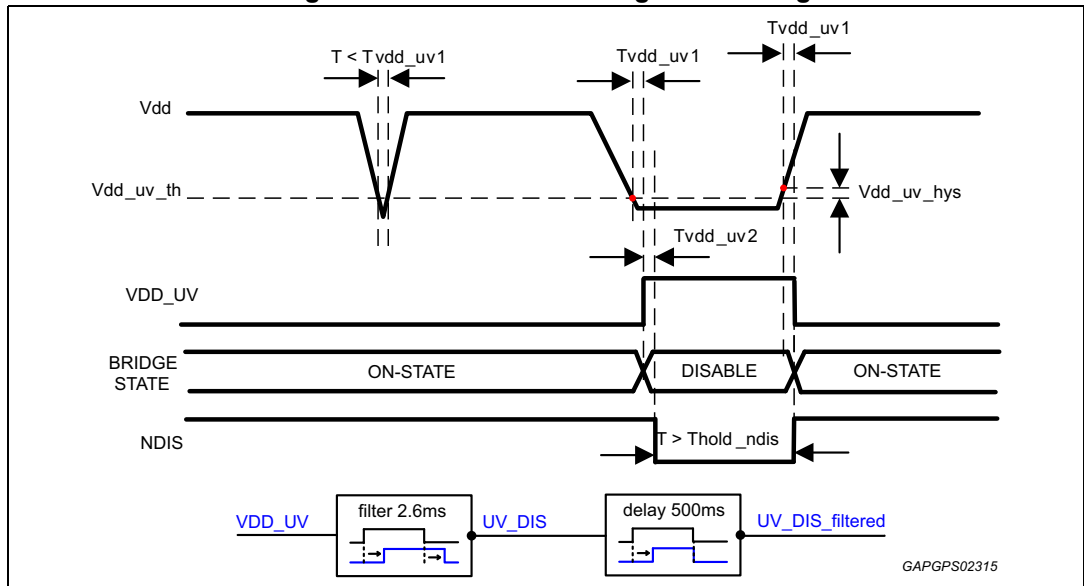 Tvdd_uv1
T < Tvdd_uv1
Tvdd_uv1
Vdd
Vdd_uv_th
Vdd_uv_hys
Tvdd_uv2
VDD_UV
BRIDGE
STATE
ON-STATE
DISABLE
ON-STATE
NDIS
T > Thold_ndis
filter 2.6ms
delay 500ms
VDD_UV
UV_DIS
UV_DIS_filtered
GAPGPS02315